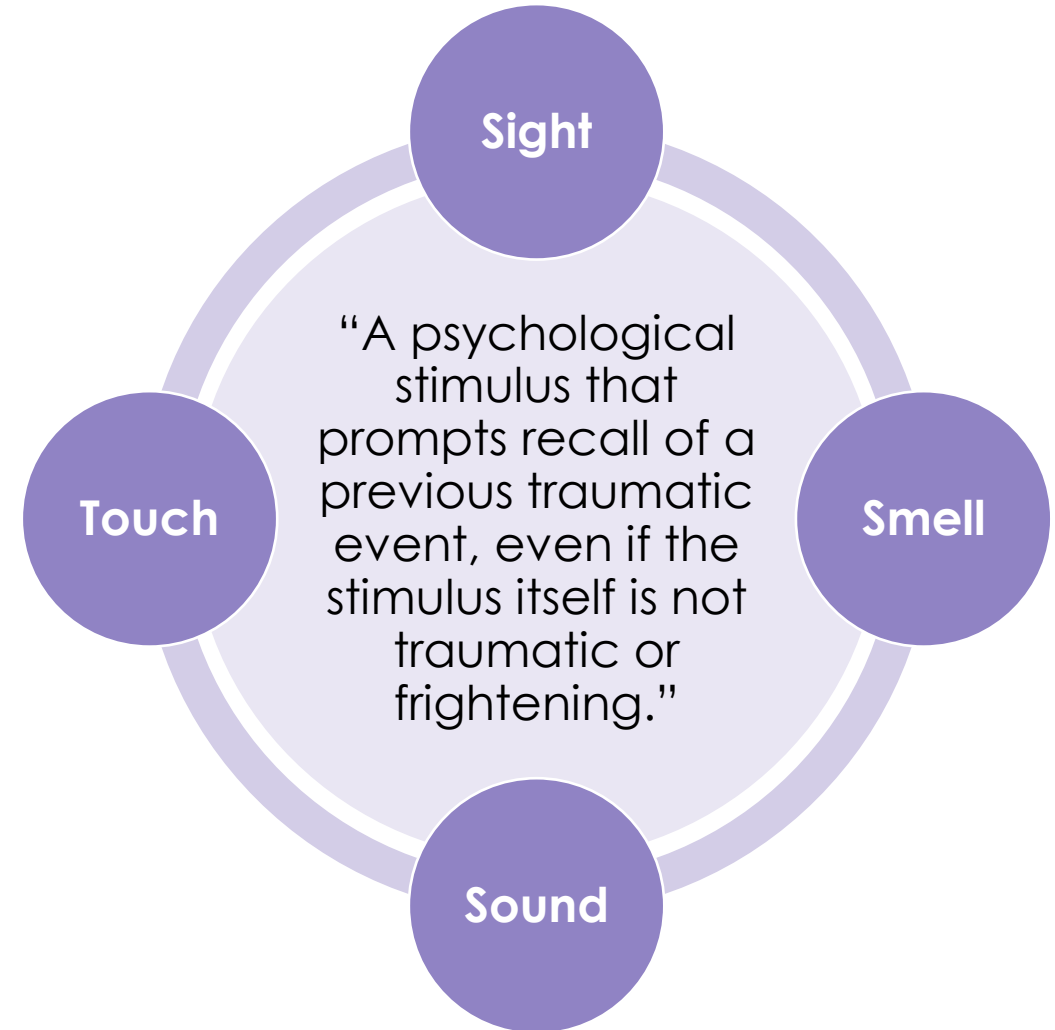 Sight
“A psychological
stimulus that
prompts recall of a
previous traumatic
event, even if the
stimulus itself is not
traumatic or
frightening.”
Touch
Smell
Sound